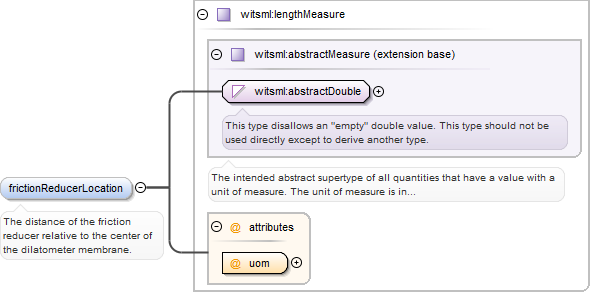 witsml:lengthMeasure
witsml:abstractMeasure (extension base)
witsml:abstractDouble
This type disallows an "empty" double value. This type should not be
used directly except to derive another type.
The intended abstract supertype of all quantities that have a value with a
unit of measure. The unit of measure is in...
frictionReducerLocation
The distance of the friction
reducer relative to the center of
the dilatometer membrane.
@ attributes
@ uom